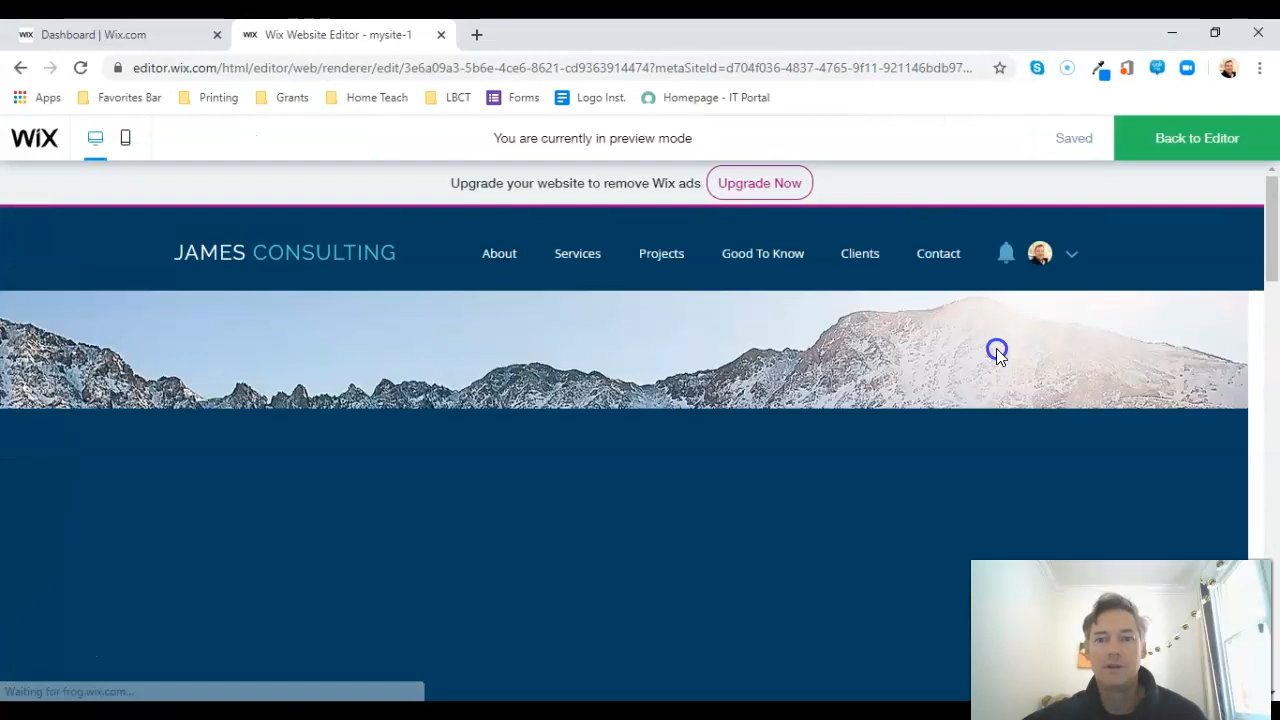 WiX Dashboard | Wix.com
WiX Wix Website Editor - mysite-1
editor.wix.com/html/editor/web/renderer/edit/3e6a09a3-5b6e-4ce6-8621-cd9363914474?metaSiteId=d704f036-4837-4765-9f11-921146bdb97...
Apps Favorites Bar Printing Grants Home Teach LBCT Forms Logo Inst. Homepage - IT Portal
WiX You are currently in preview mode Saved Back to Editor
Upgrade your website to remove Wix ads Upgrade Now
JAMES CONSULTING About Services Projects Good To Know Clients Contact
Waiting for frog.wix.com...